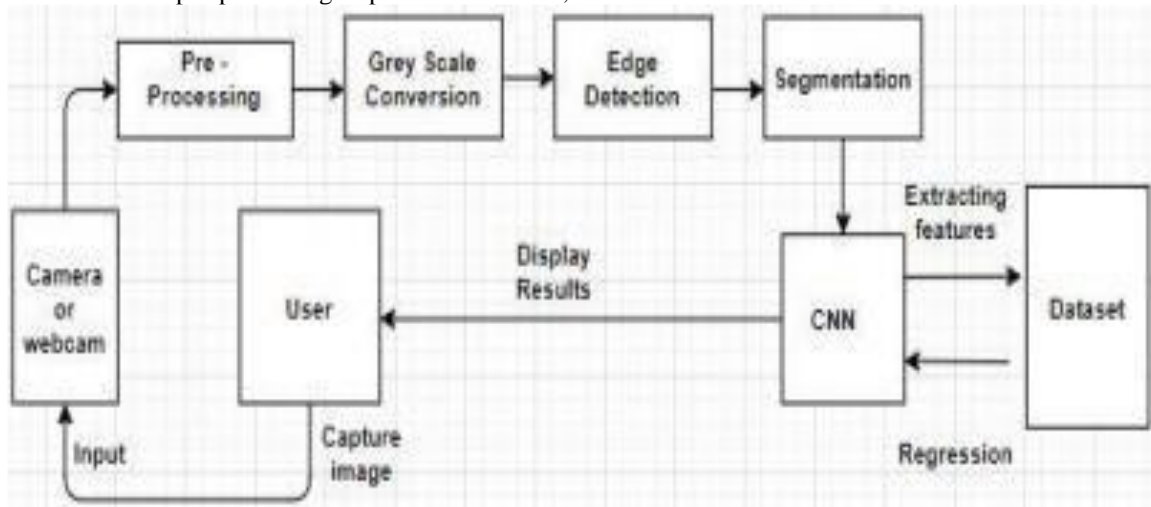 Pre -
Processing
Grey Scale
Conversion
Edge
Detection
Segmentation
Extracting
features
Camera
or
webcam
User
Display
Results
CNN
Dataset
Input
Capture
image
Regression